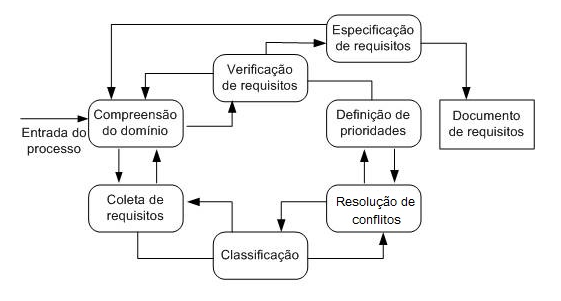 Especificação
de requisitos
Verificação
de requisitos
Compreensão
do domínio
Definição de
prioridades
Documento
de requisitos
Entrada do
processo
Coleta de
requisitos
Resolução de
conflitos
Classificação